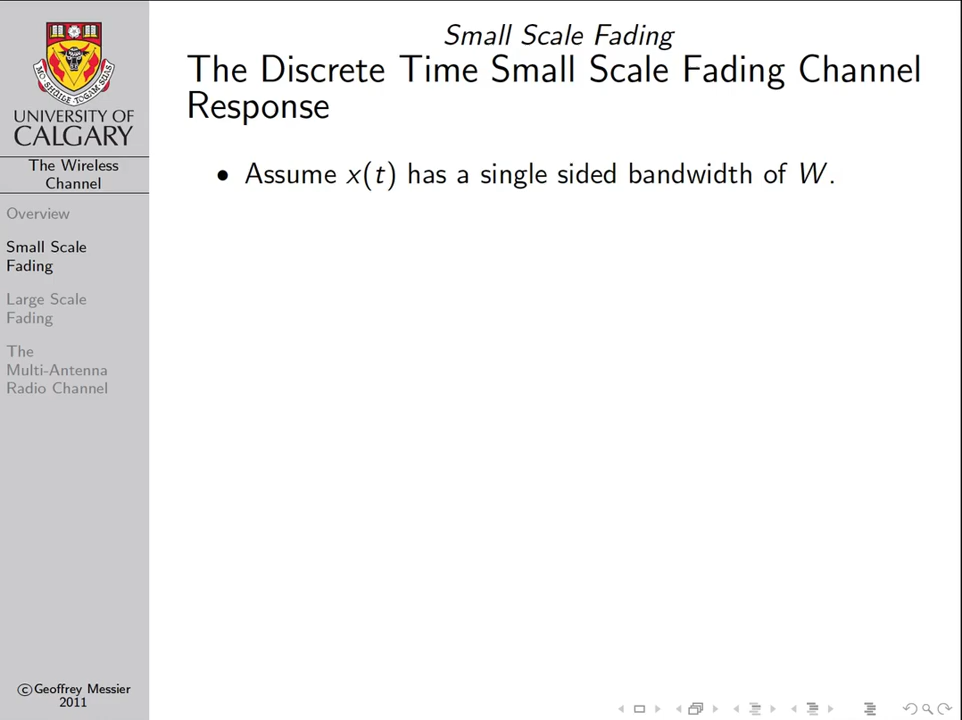 Small Scale Fading
The Discrete Time Small Scale Fading Channel
Response
• Assume x(t) has a single sided bandwidth of W.
UNIVERSITY OF
CALGARY
The Wireless
Channel
Overview
Small Scale
Fading
Large Scale
Fading
The
Multi-Antenna
Radio Channel
©Geoffrey Messier
2011